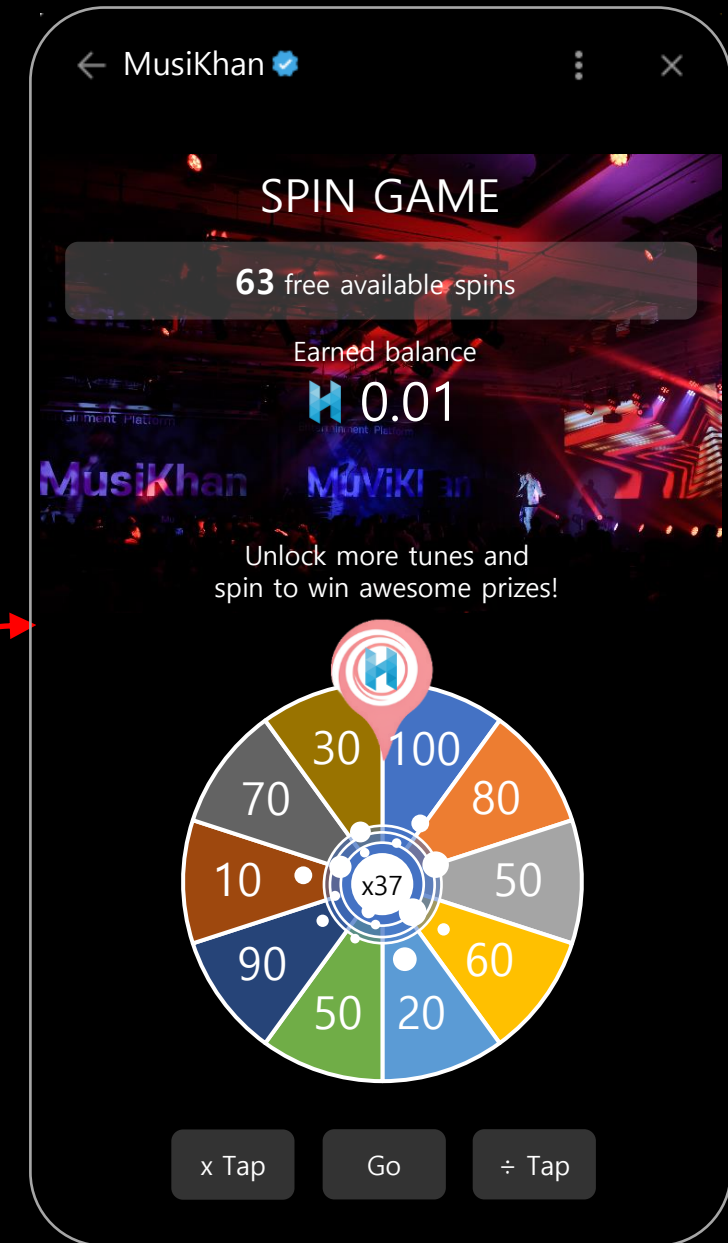 MusiKhan
SPIN GAME
63 free available spins
Earned balance
0.01
MusiKhan
MuViKhan
Unlock more tunes and
spin to win awesome prizes!
30
100
70
80
10
50
x37
90
60
50
20
x Tap
Go
÷ Tap